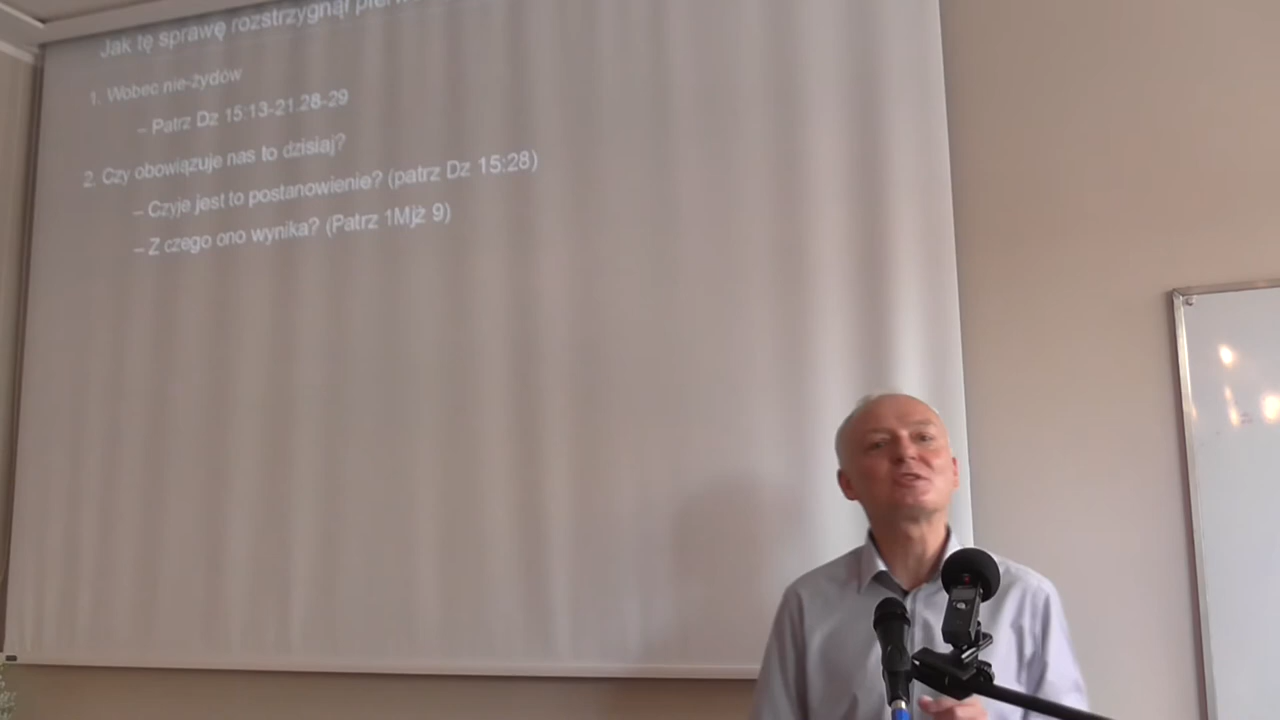 Jak tę sprawę rozstrzygnął
1. Wobec nie-żydów
– Patrz Dz 15:13-21.28-29
2. Czy obowiązuje nas to dzisiaj?
– Czyje jest to postanowienie? (patrz Dz 15:28)
– Z czego ono wynika? (Patrz 1Mjż 9)